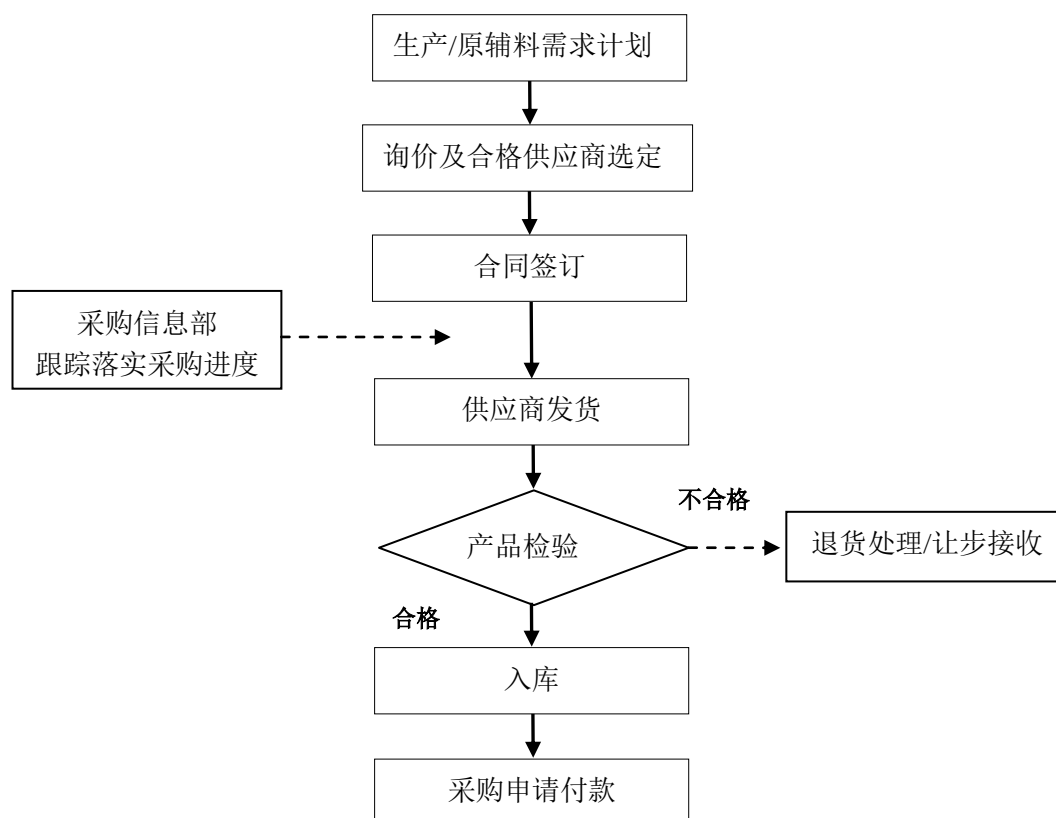 生产/原辅料需求计划
询价及合格供应商选定
合同签订
采购信息部
跟踪落实采购进度
供应商发货
不合格
产品检验
退货处理/让步接收
合格
入库
采购申请付款